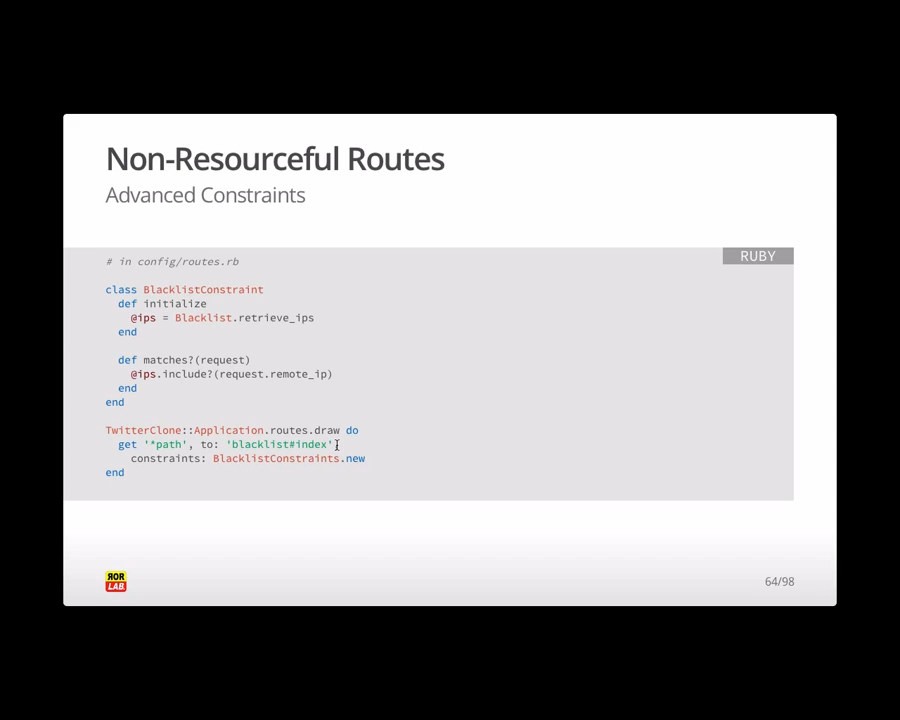 Non-Resourceful Routes
Advanced Constraints
RUBY
# in config/routes.rb
class BlacklistConstraint
  def initialize
    @ips = Blacklist.retrieve_ips
  end
  def matches?(request)
    @ips.include?(request.remote_ip)
  end
end
TwitterClone::Application.routes.draw do
  get '*path', to: 'blacklist#index'
    constraints: BlacklistConstraints.new
end
ROR
LAB.
64/98